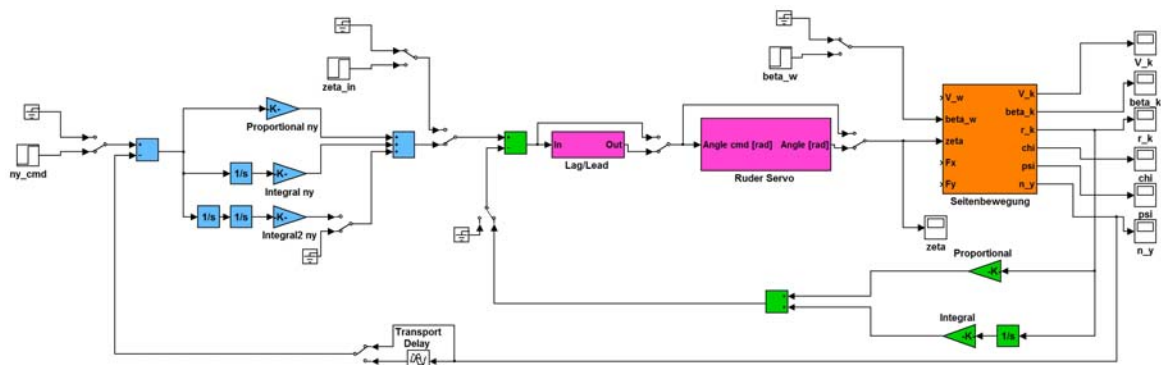 zeta_in
beta_w
ny_cmd
-K-
Proportional ny
1/s
-K-
Integral ny
1/s
1/s
-K-
Integral2 ny
In
Out
Lag/Lead
Angle cmd [rad]
Angle [rad]
Ruder Servo
V_w
beta_w
zeta
Fx
Fy
V_k
beta_k
r_k
chi
psi
n_y
Seitenbewegung
V_k
beta_k
r_k
chi
psi
n_y
zeta
Proportional
-K-
Integral
-K-
1/s
Transport
Delay